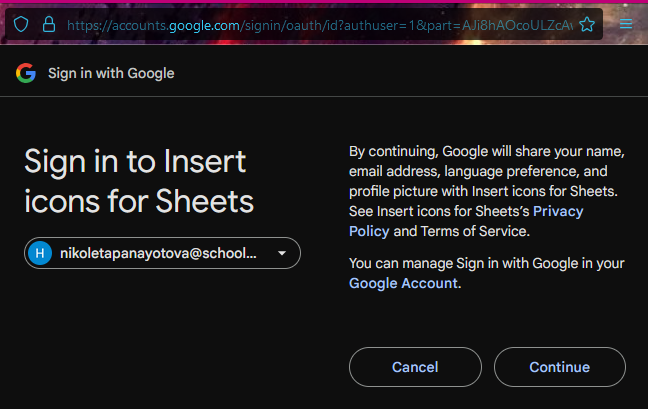 https://accounts.google.com/signin/oauth/id?authuser=1&part=AJi8hAOcoULZcA
Sign in with Google
Sign in to Insert
icons for Sheets
H nikoletapanayotova@school...
By continuing, Google will share your name,
email address, language preference, and
profile picture with Insert icons for Sheets.
See Insert icons for Sheets's Privacy
Policy and Terms of Service.
You can manage Sign in with Google in your
Google Account.
Cancel Continue